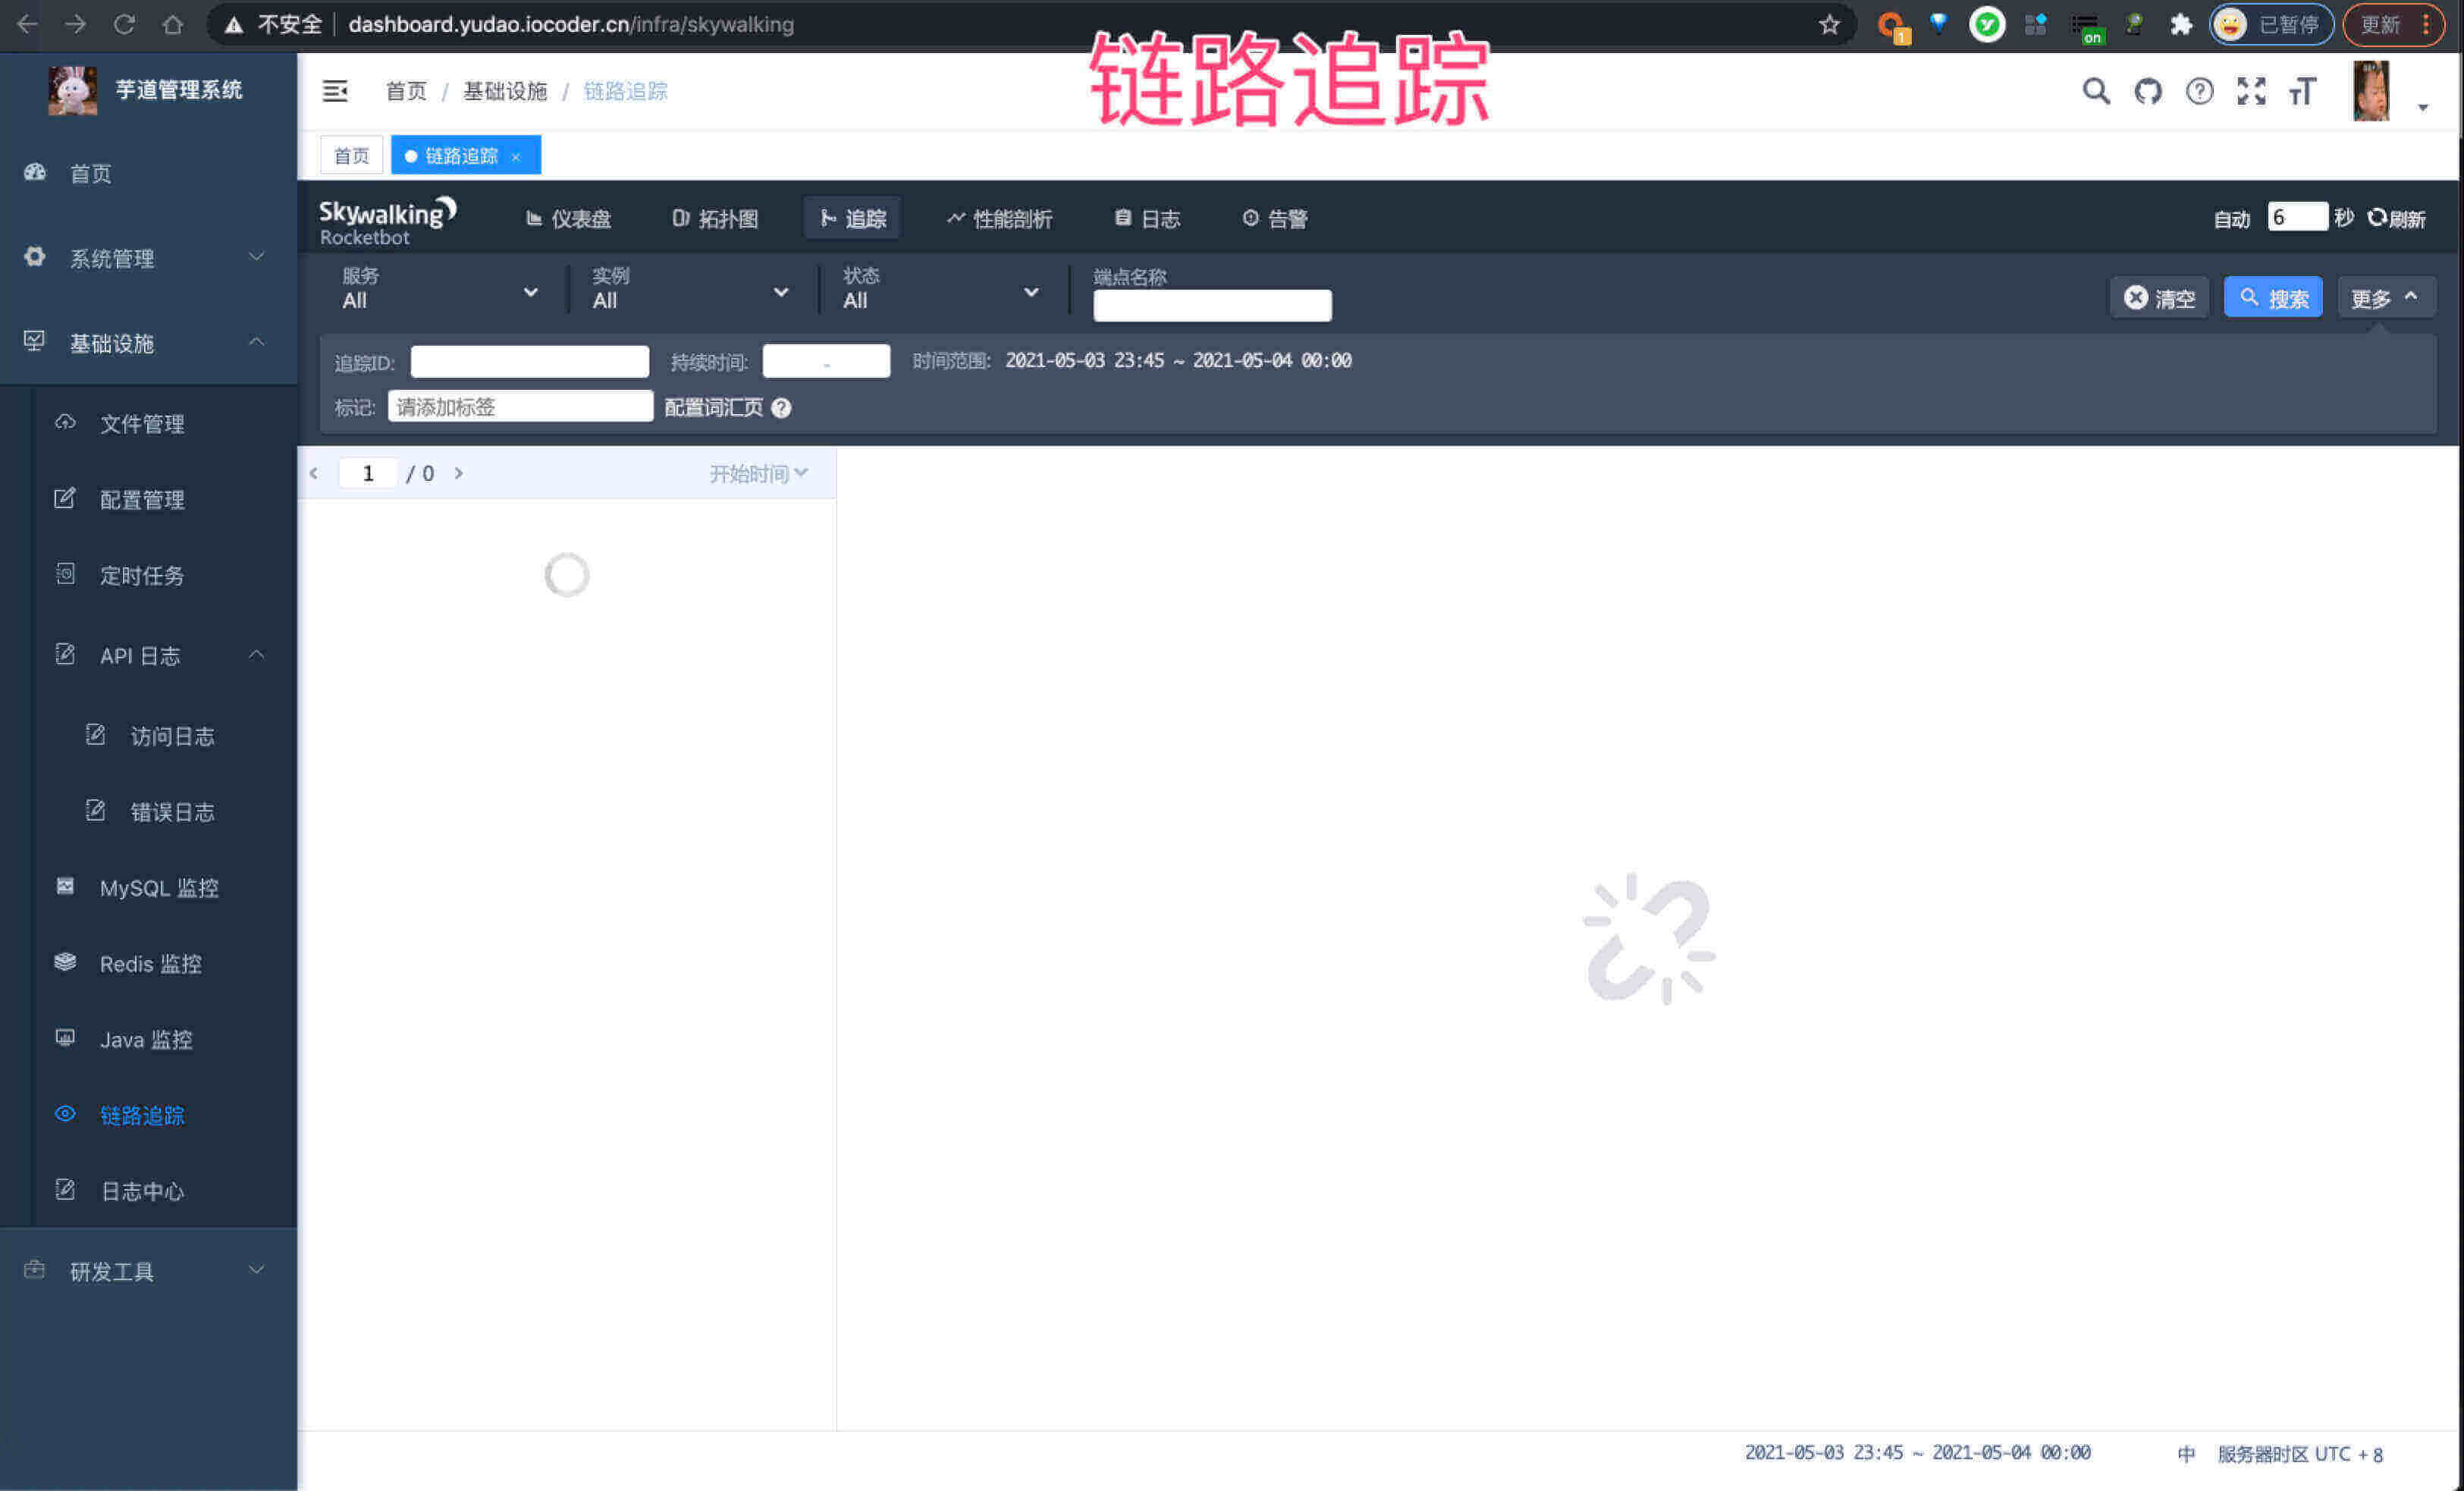 不安全 dashboard.yudao.iocoder.cn/infra/skywalking 1 on 已暂停 更新
链路追踪
芋道管理系统
首页 / 基础设施 / 链路追踪
首页 链路追踪 ×
首页
系统管理
基础设施
文件管理
配置管理
定时任务
API 日志
访问日志
错误日志
MySQL 监控
Redis 监控
Java 监控
链路追踪
日志中心
研发工具
Skywalking
Rocketbot
仪表盘 拓扑图 追踪 性能剖析 日志 告警
自动 6 秒 刷新
服务 实例 状态 端点名称
All All All
清空 搜索 更多
追踪ID: 持续时间: - 时间范围: 2021-05-03 23:45 ~ 2021-05-04 00:00
标记: 请添加标签 配置词汇页 ?
< 1 / 0 > 开始时间
2021-05-03 23:45 ~ 2021-05-04 00:00 中 服务器时区 UTC + 8